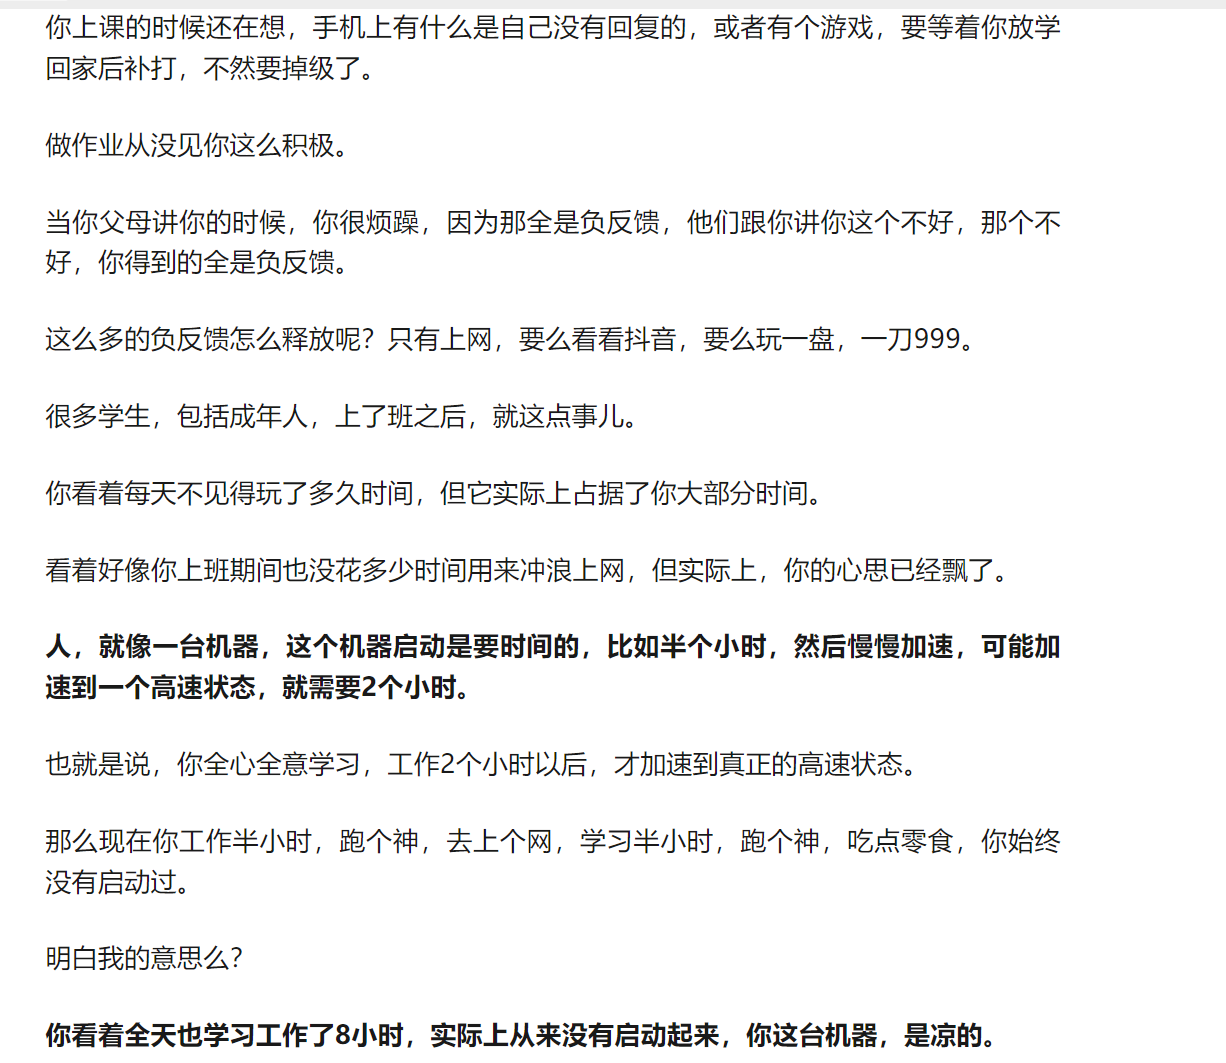 你上课的时候还在想，手机上有什么是自己没有回复的，或者有个游戏，要等着你放学
回家后补打，不然要掉级了。
做作业从没见你这么积极。
当你父母讲你的时候，你很烦躁，因为那全是负反馈，他们跟你讲你这个不好，那个不
好，你得到的全是负反馈。
这么多的负反馈怎么释放呢？只有上网，要么看看抖音，要么玩一盘，一刀999。
很多学生，包括成年人，上了班之后，就这点事儿。
你看着每天不见得玩了多久时间，但它实际上占据了你大部分时间。
看着好像你上班期间也没花多少时间用来冲浪上网，但实际上，你的心思已经飘了。
人，就像一台机器，这个机器启动是要时间的，比如半个小时，然后慢慢加速，可能加
速到一个高速状态，就需要2个小时。
也就是说，你全心全意学习，工作2个小时以后，才加速到真正的高速状态。
那么现在你工作半小时，跑个神，去上个网，学习半小时，跑个神，吃点零食，你始终
没有启动过。
明白我的意思么？
你看着全天也学习工作了8小时，实际上从来没有启动起来，你这台机器，是凉的。